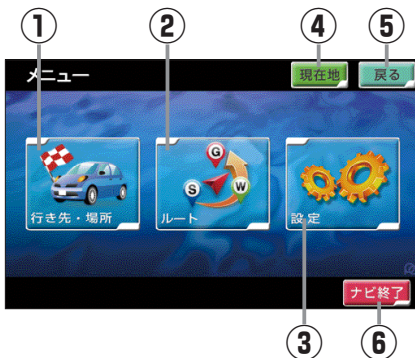 ① ② ④ ⑤
メニュー 現在地 戻る
G
S W
行き先・場所 ルート 設定
ナビ終了
③ ⑥